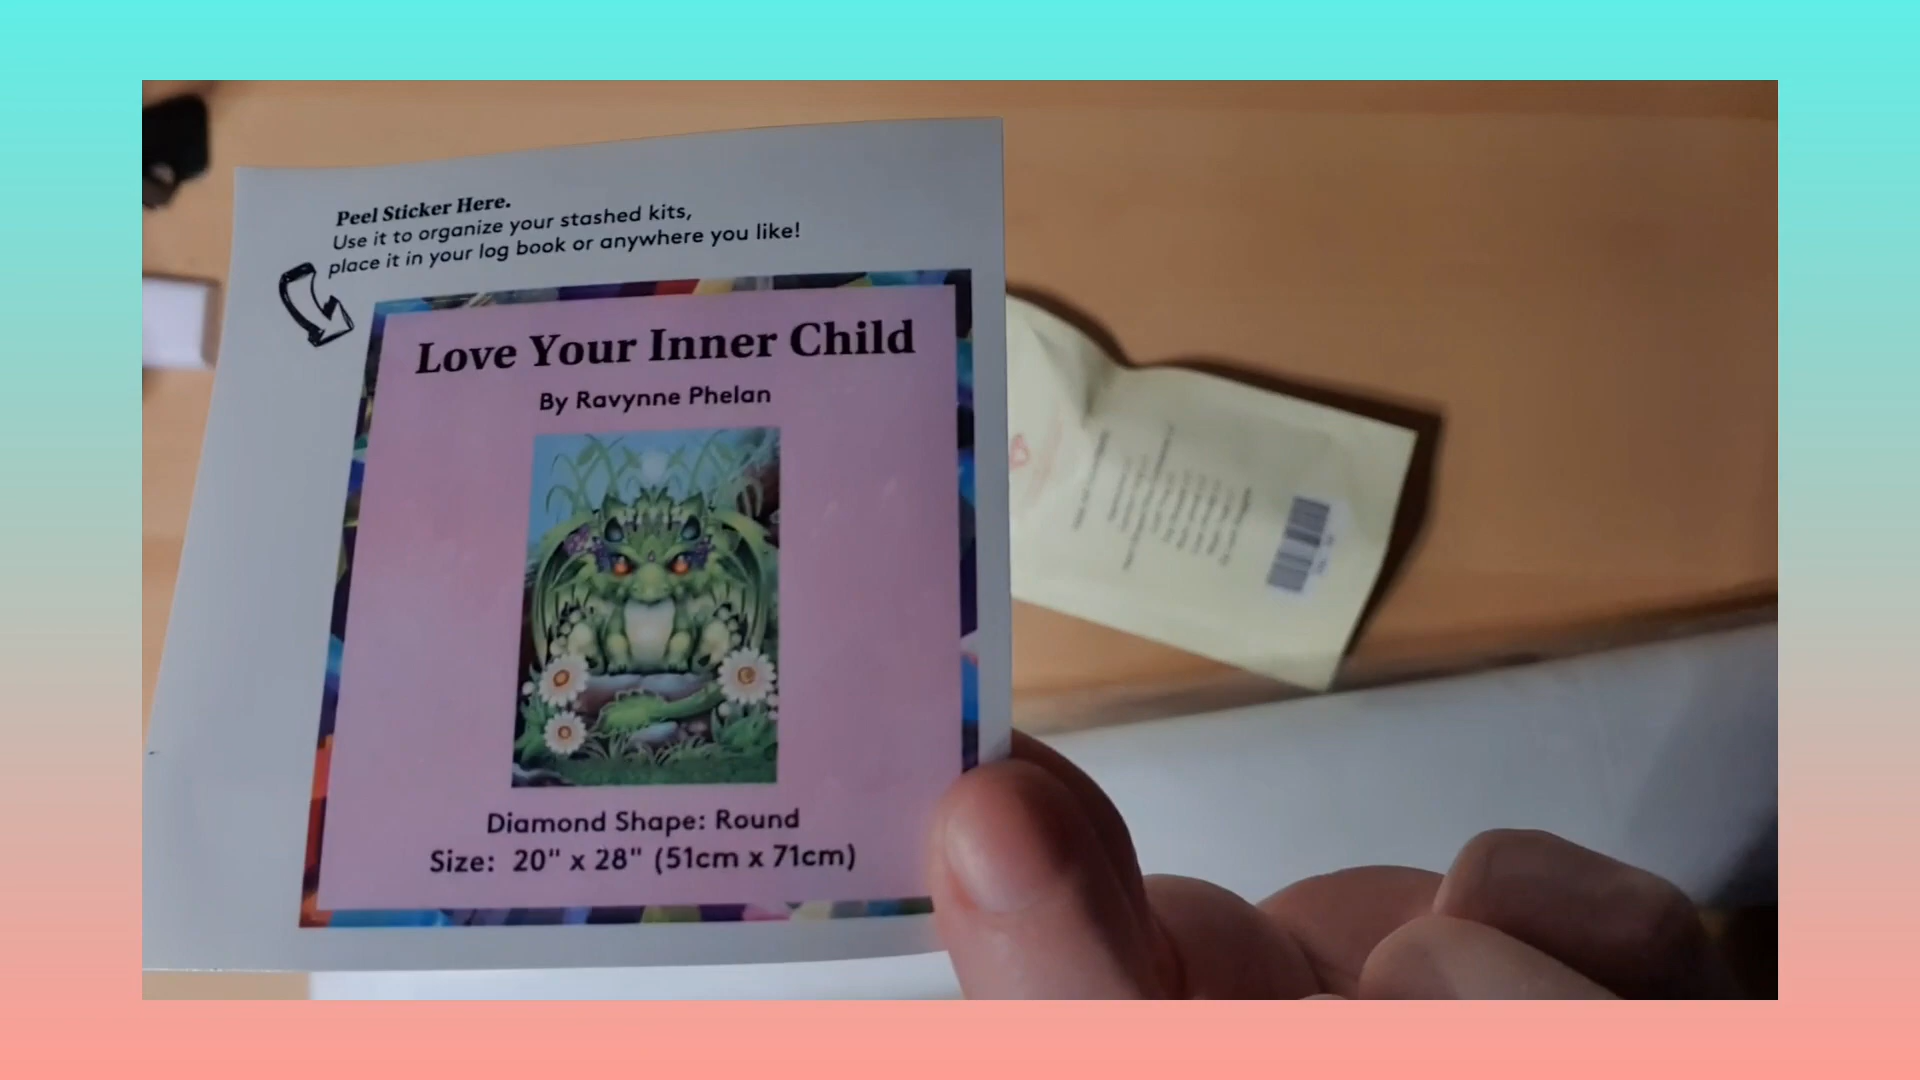 Peel Sticker Here.
Use it to organize your stashed kits,
place it in your log book or anywhere you like!
Love Your Inner Child
By Ravynne Phelan
Diamond Shape: Round
Size: 20" x 28" (51cm x 71cm)